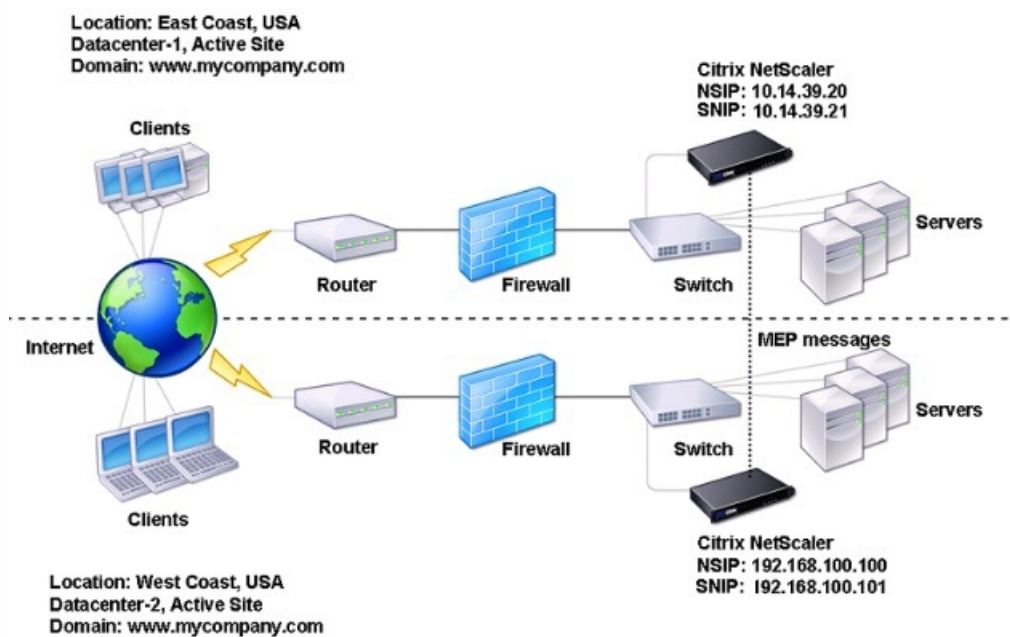 Location: East Coast, USA
Datacenter-1, Active Site
Domain: www.mycompany.com
Citrix NetScaler
NSIP: 10.14.39.20
SNIP: 10.14.39.21
Clients
Servers
Router
Firewall
Switch
Internet
MEP messages
Servers
Router
Firewall
Switch
Clients
Citrix NetScaler
NSIP: 192.168.100.100
SNIP: I92.168.100.101
Location: West Coast, USA
Datacenter-2, Active Site
Domain: www.mycompany.com